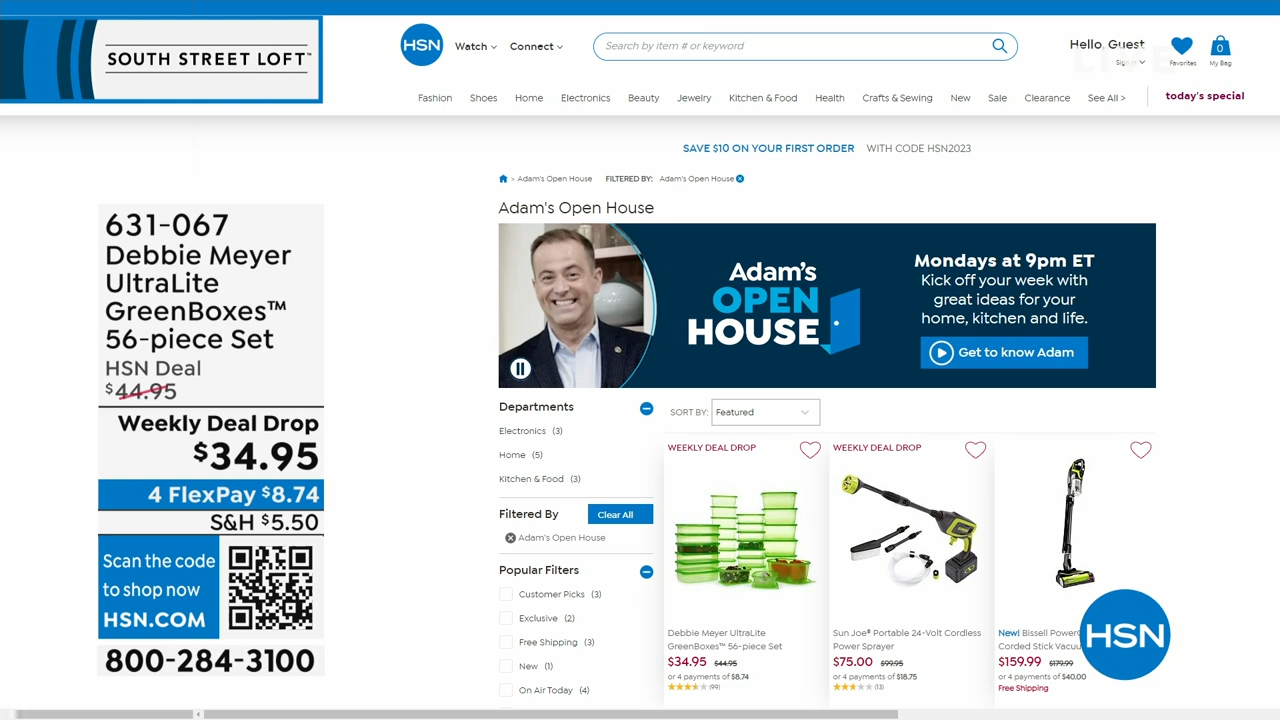 SOUTH STREET LOFT™
HSN
Watch
Connect
Search by item # or keyword
Hello, Guest
Sign in
Favorites
0
My Bag
LIVE
Fashion
Shoes
Home
Electronics
Beauty
Jewelry
Kitchen & Food
Health
Crafts & Sewing
New
Sale
Clearance
See All >
today's special
SAVE $10 ON YOUR FIRST ORDER WITH CODE HSN2023
> Adam's Open House FILTERED BY: Adam's Open House
Adam's Open House
Adam's
OPEN
HOUSE
Mondays at 9pm ET
Kick off your week with
great ideas for your
home, kitchen and life.
Get to know Adam
631-067
Debbie Meyer
UltraLite
GreenBoxes™
56-piece Set
HSN Deal
$44.95
Weekly Deal Drop
$34.95
4 FlexPay $8.74
S&H $5.50
Scan the code
to shop now
HSN.COM
800-284-3100
Departments
Electronics (3)
Home (5)
Kitchen & Food (3)
Filtered By
Clear All
Adam's Open House
Popular Filters
Customer Picks (3)
Exclusive (2)
Free Shipping (3)
New (1)
On Air Today (4)
SORT BY: Featured
WEEKLY DEAL DROP
Debbie Meyer UltraLite
GreenBoxes™ 56-piece Set
$34.95 $44.95
or 4 payments of $8.74
(99)
WEEKLY DEAL DROP
Sun Joe® Portable 24-Volt Cordless
Power Sprayer
$75.00 $99.95
or 4 payments of $18.75
(13)
New! Bissell
Corded Stick
$159.99 $179.99
or 4 payments of $40.00
Free Shipping
HSN